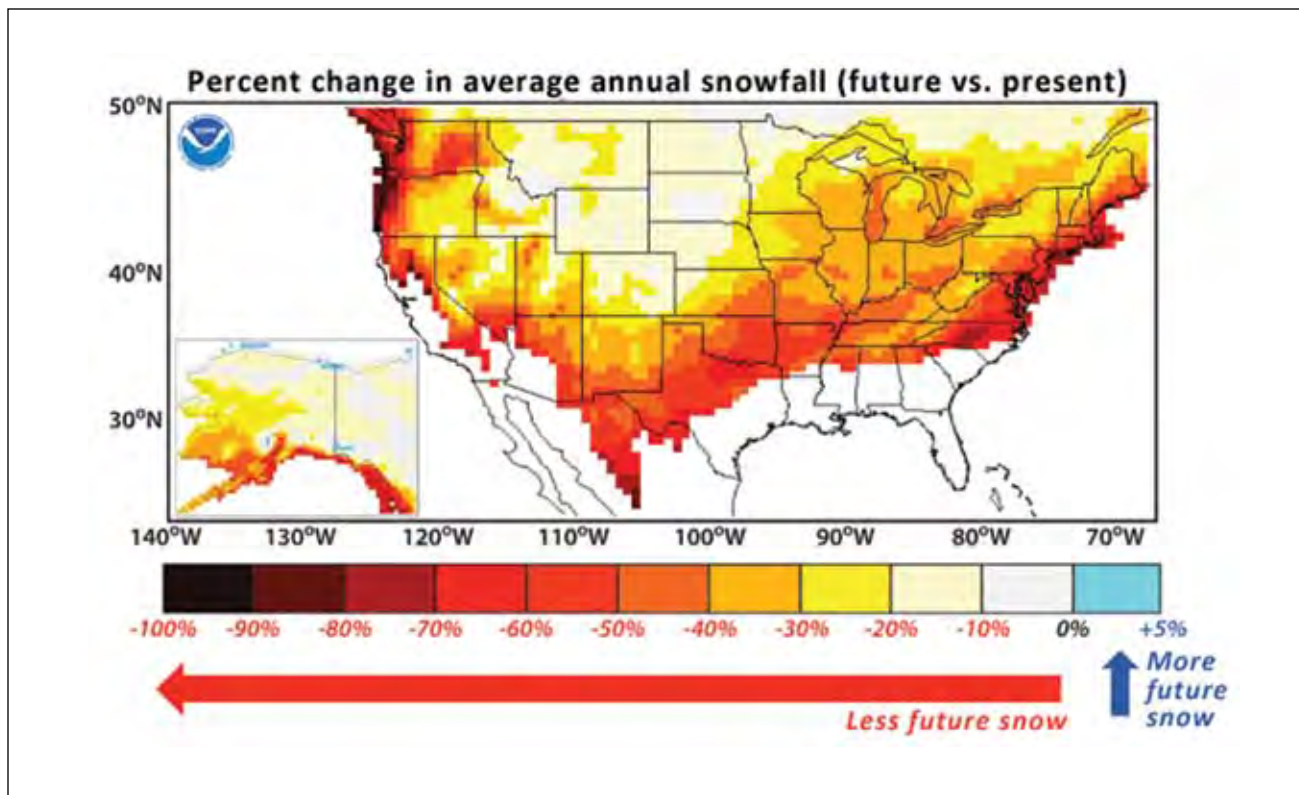 Percent change in average annual snowfall (future vs. present)
50°N
40°N
30°N
140°W 130°W 120°W 110°W 100°W 90°W 80°W 70°W
-100% -90% -80% -70% -60% -50% -40% -30% -20% -10% 0% +5%
Less future snow
More
future
snow